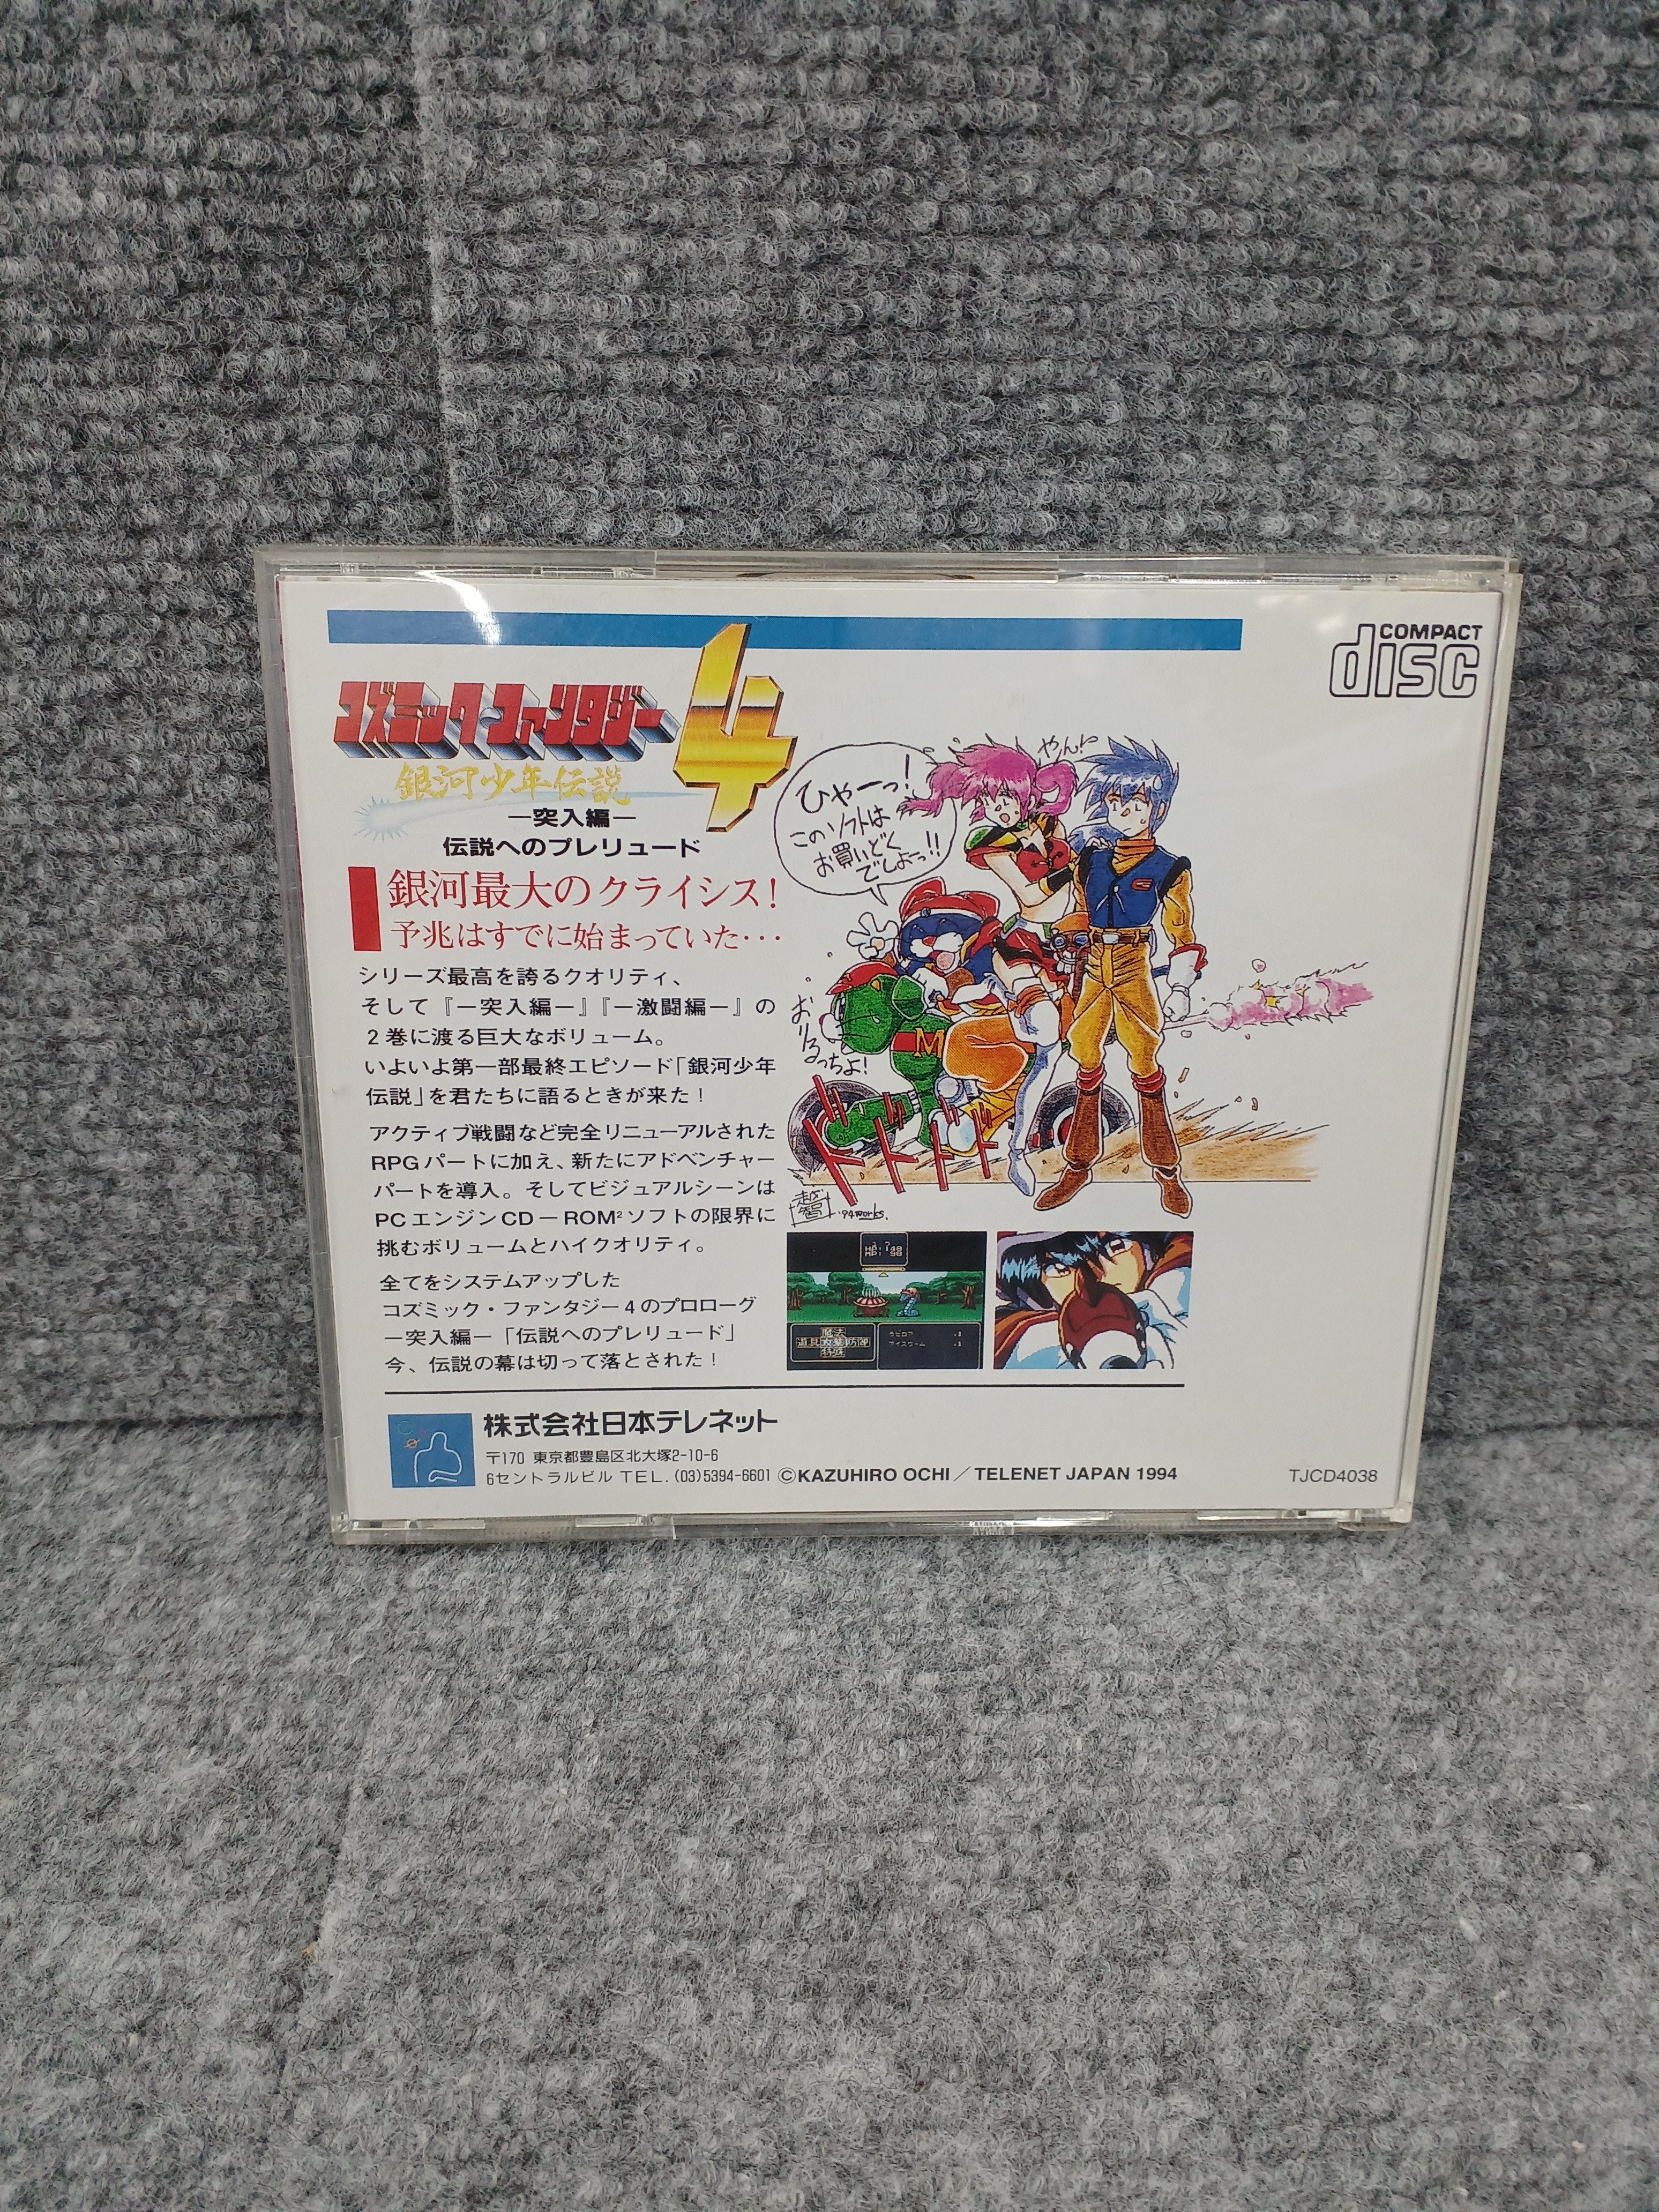 COMPACT
disc
コズミック・ファンタジー4
銀河少年伝説
―突入編―
伝説へのプレリュード
銀河最大のクライシス!
予兆はすでに始まっていた・・・
シリーズ最高を誇るクオリティ、
そして『―突入編―』『―激闘編―』の
2巻に渡る巨大なボリューム。
いよいよ第一部最終エピソード「銀河少年
伝説」を君たちに語るときが来た!
アクティブ戦闘など完全リニューアルされた
RPGパートに加え、新たにアドベンチャー
パートを導入。そしてビジュアルシーンは
PCエンジンCD―ROM²ソフトの限界に
挑むボリュームとハイクオリティ。
全てをシステムアップした
コズミック・ファンタジー4のプロローグ
―突入編―「伝説へのプレリュード」
今、伝説の幕は切って落とされた!
ひゃーっ!
このソフトは
お買いどく
でしょーっ!!
やん!
おりるっちょ!
M
G
ドドドド
越智
'94works.
HP: 148
MP: 98
魔法
道具攻撃防御
特殊
株式会社日本テレネット
〒170 東京都豊島区北大塚2-10-6
6セントラルビル TEL.(03)5394-6601 ©KAZUHIRO OCHI/TELENET JAPAN 1994
TJCD4038